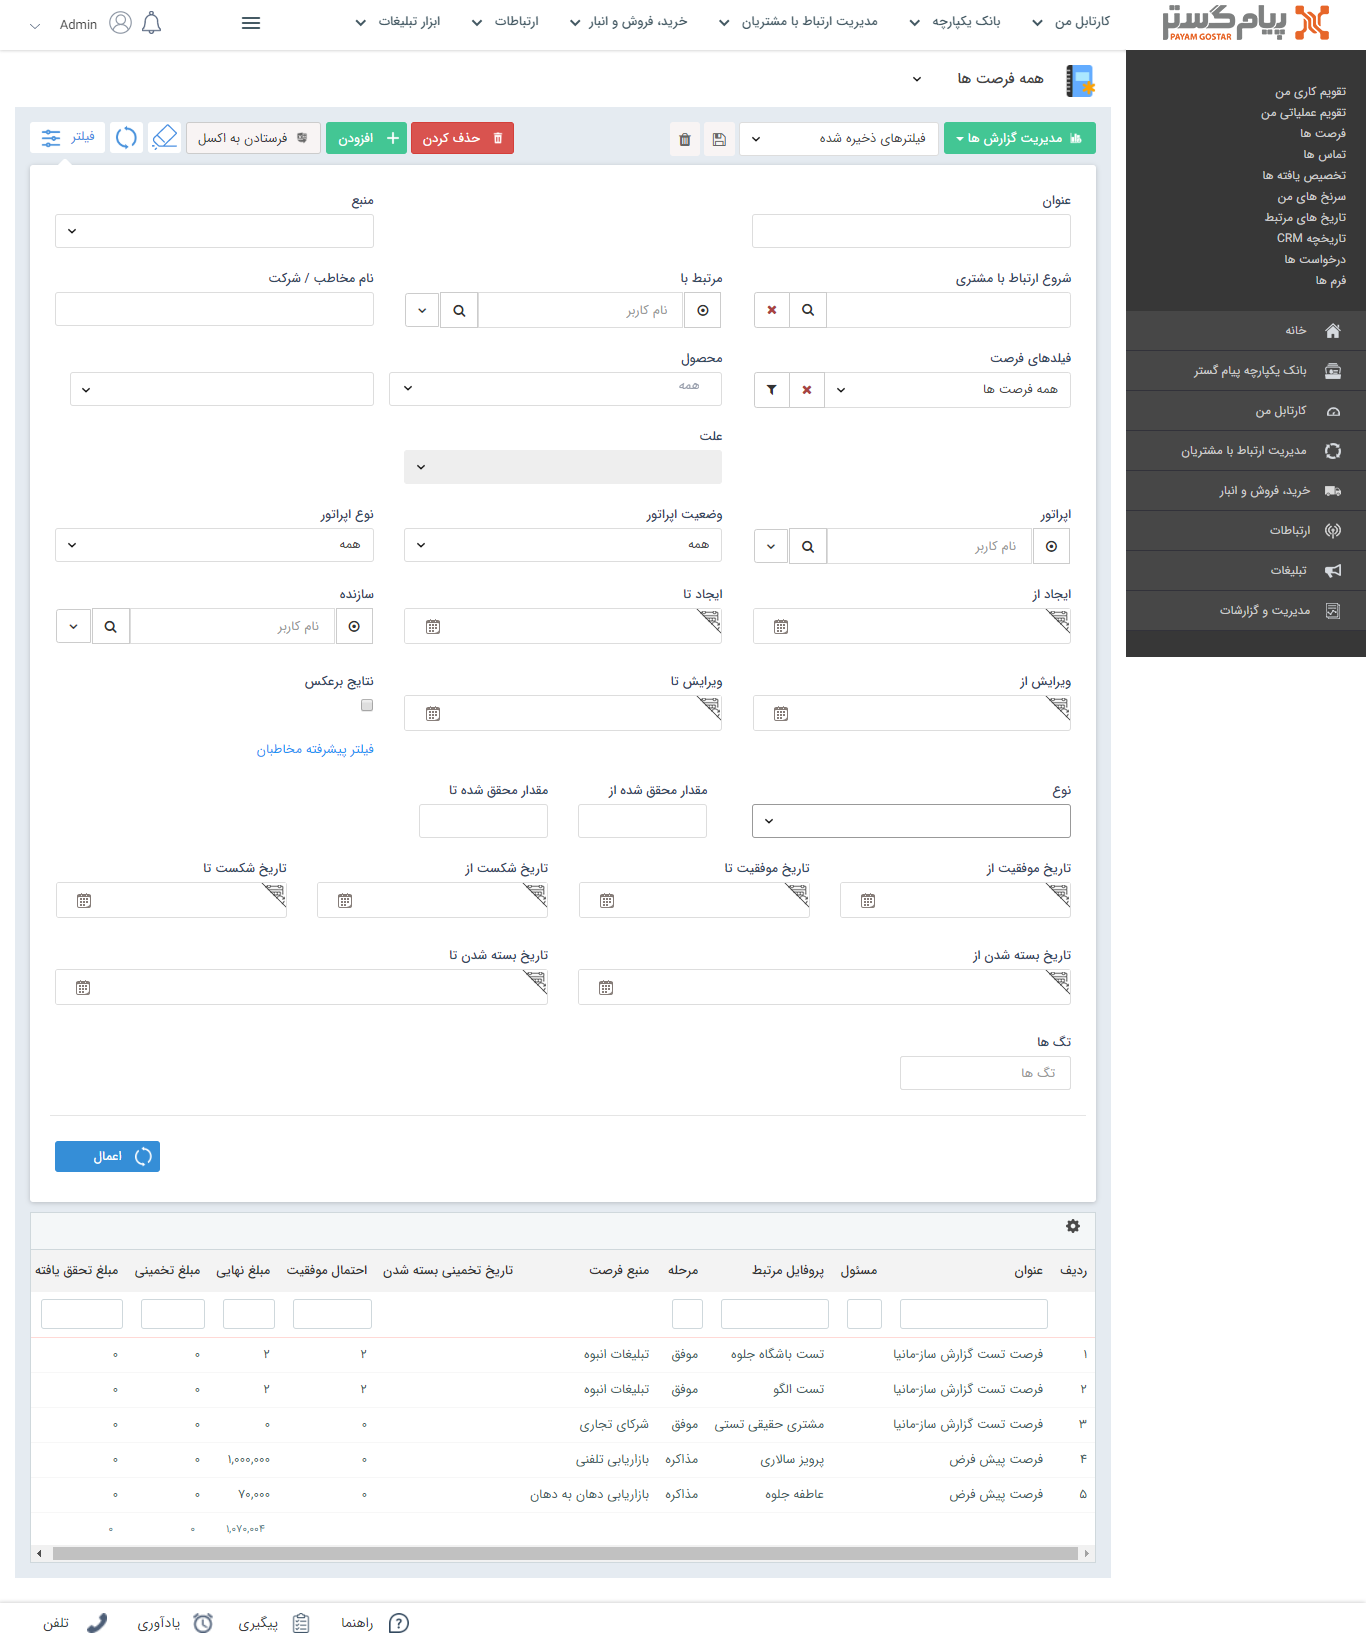 پیام گستر
PAYAM GOSTAR
کارتابل من
بانک یکپارچه
مدیریت ارتباط با مشتریان
خرید، فروش و انبار
ارتباطات
ابزار تبلیغات
Admin
تقویم کاری من
تقویم عملیاتی من
فرصت ها
تماس ها
تخصیص یافته ها
سرنخ های من
تاریخ های مرتبط
تاریخچه CRM
درخواست ها
فرم ها
خانه
بانک یکپارچه پیام گستر
کارتابل من
مدیریت ارتباط با مشتریان
خرید، فروش و انبار
ارتباطات
تبلیغات
مدیریت و گزارشات
همه فرصت ها
مدیریت گزارش ها
فیلترهای ذخیره شده
حذف کردن
افزودن
فرستادن به اکسل
فیلتر
عنوان
منبع
شروع ارتباط با مشتری
مرتبط با
نام مخاطب / شرکت
نام کاربر
فیلدهای فرصت
محصول
همه فرصت ها
همه
علت
اپراتور
وضعیت اپراتور
نوع اپراتور
نام کاربر
همه
همه
ایجاد از
ایجاد تا
سازنده
نام کاربر
ویرایش از
ویرایش تا
نتایج برعکس
فیلتر پیشرفته مخاطبان
نوع
مقدار محقق شده از
مقدار محقق شده تا
تاریخ موفقیت از
تاریخ موفقیت تا
تاریخ شکست از
تاریخ شکست تا
تاریخ بسته شدن از
تاریخ بسته شدن تا
تگ ها
تگ ها
اعمال
ردیف عنوان مسئول پروفایل مرتبط مرحله منبع فرصت تاریخ تخمینی بسته شدن احتمال موفقیت مبلغ نهایی مبلغ تخمینی مبلغ تحقق یافته
۱ فرصت تست گزارش ساز-مانیا تست باشگاه جلوه موفق تبلیغات انبوه ۲ ۲ ۰ ۰
۲ فرصت تست گزارش ساز-مانیا تست الگو موفق تبلیغات انبوه ۲ ۲ ۰ ۰
۳ فرصت تست گزارش ساز-مانیا مشتری حقیقی تستی موفق شرکای تجاری ۰ ۰ ۰ ۰
۴ فرصت پیش فرض پرویز سالاری مذاکره بازاریابی تلفنی ۰ ۱,۰۰۰,۰۰۰ ۰ ۰
۵ فرصت پیش فرض عاطفه جلوه مذاکره بازاریابی دهان به دهان ۰ ۷۰,۰۰۰ ۰ ۰
۱,۰۷۰,۰۰۴ ۰ ۰
راهنما
پیگیری
یادآوری
تلفن